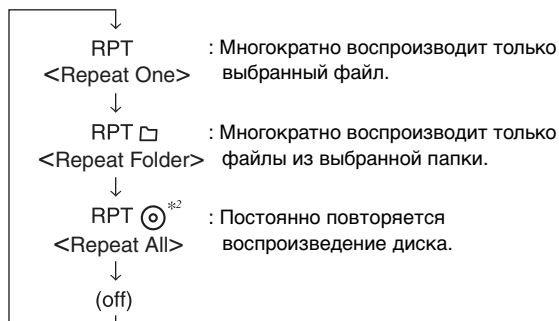 RPT : Многократно воспроизводит только
<Repeat One> выбранный файл.
RPT : Многократно воспроизводит только
<Repeat Folder> файлы из выбранной папки.
RPT *2 : Постоянно повторяется
<Repeat All> воспроизведение диска.
(off)